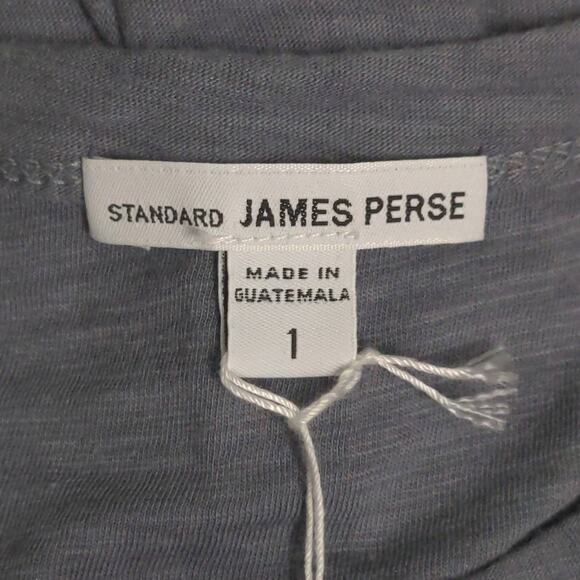 STANDARD JAMES PERSE
MADE IN
GUATEMALA
1